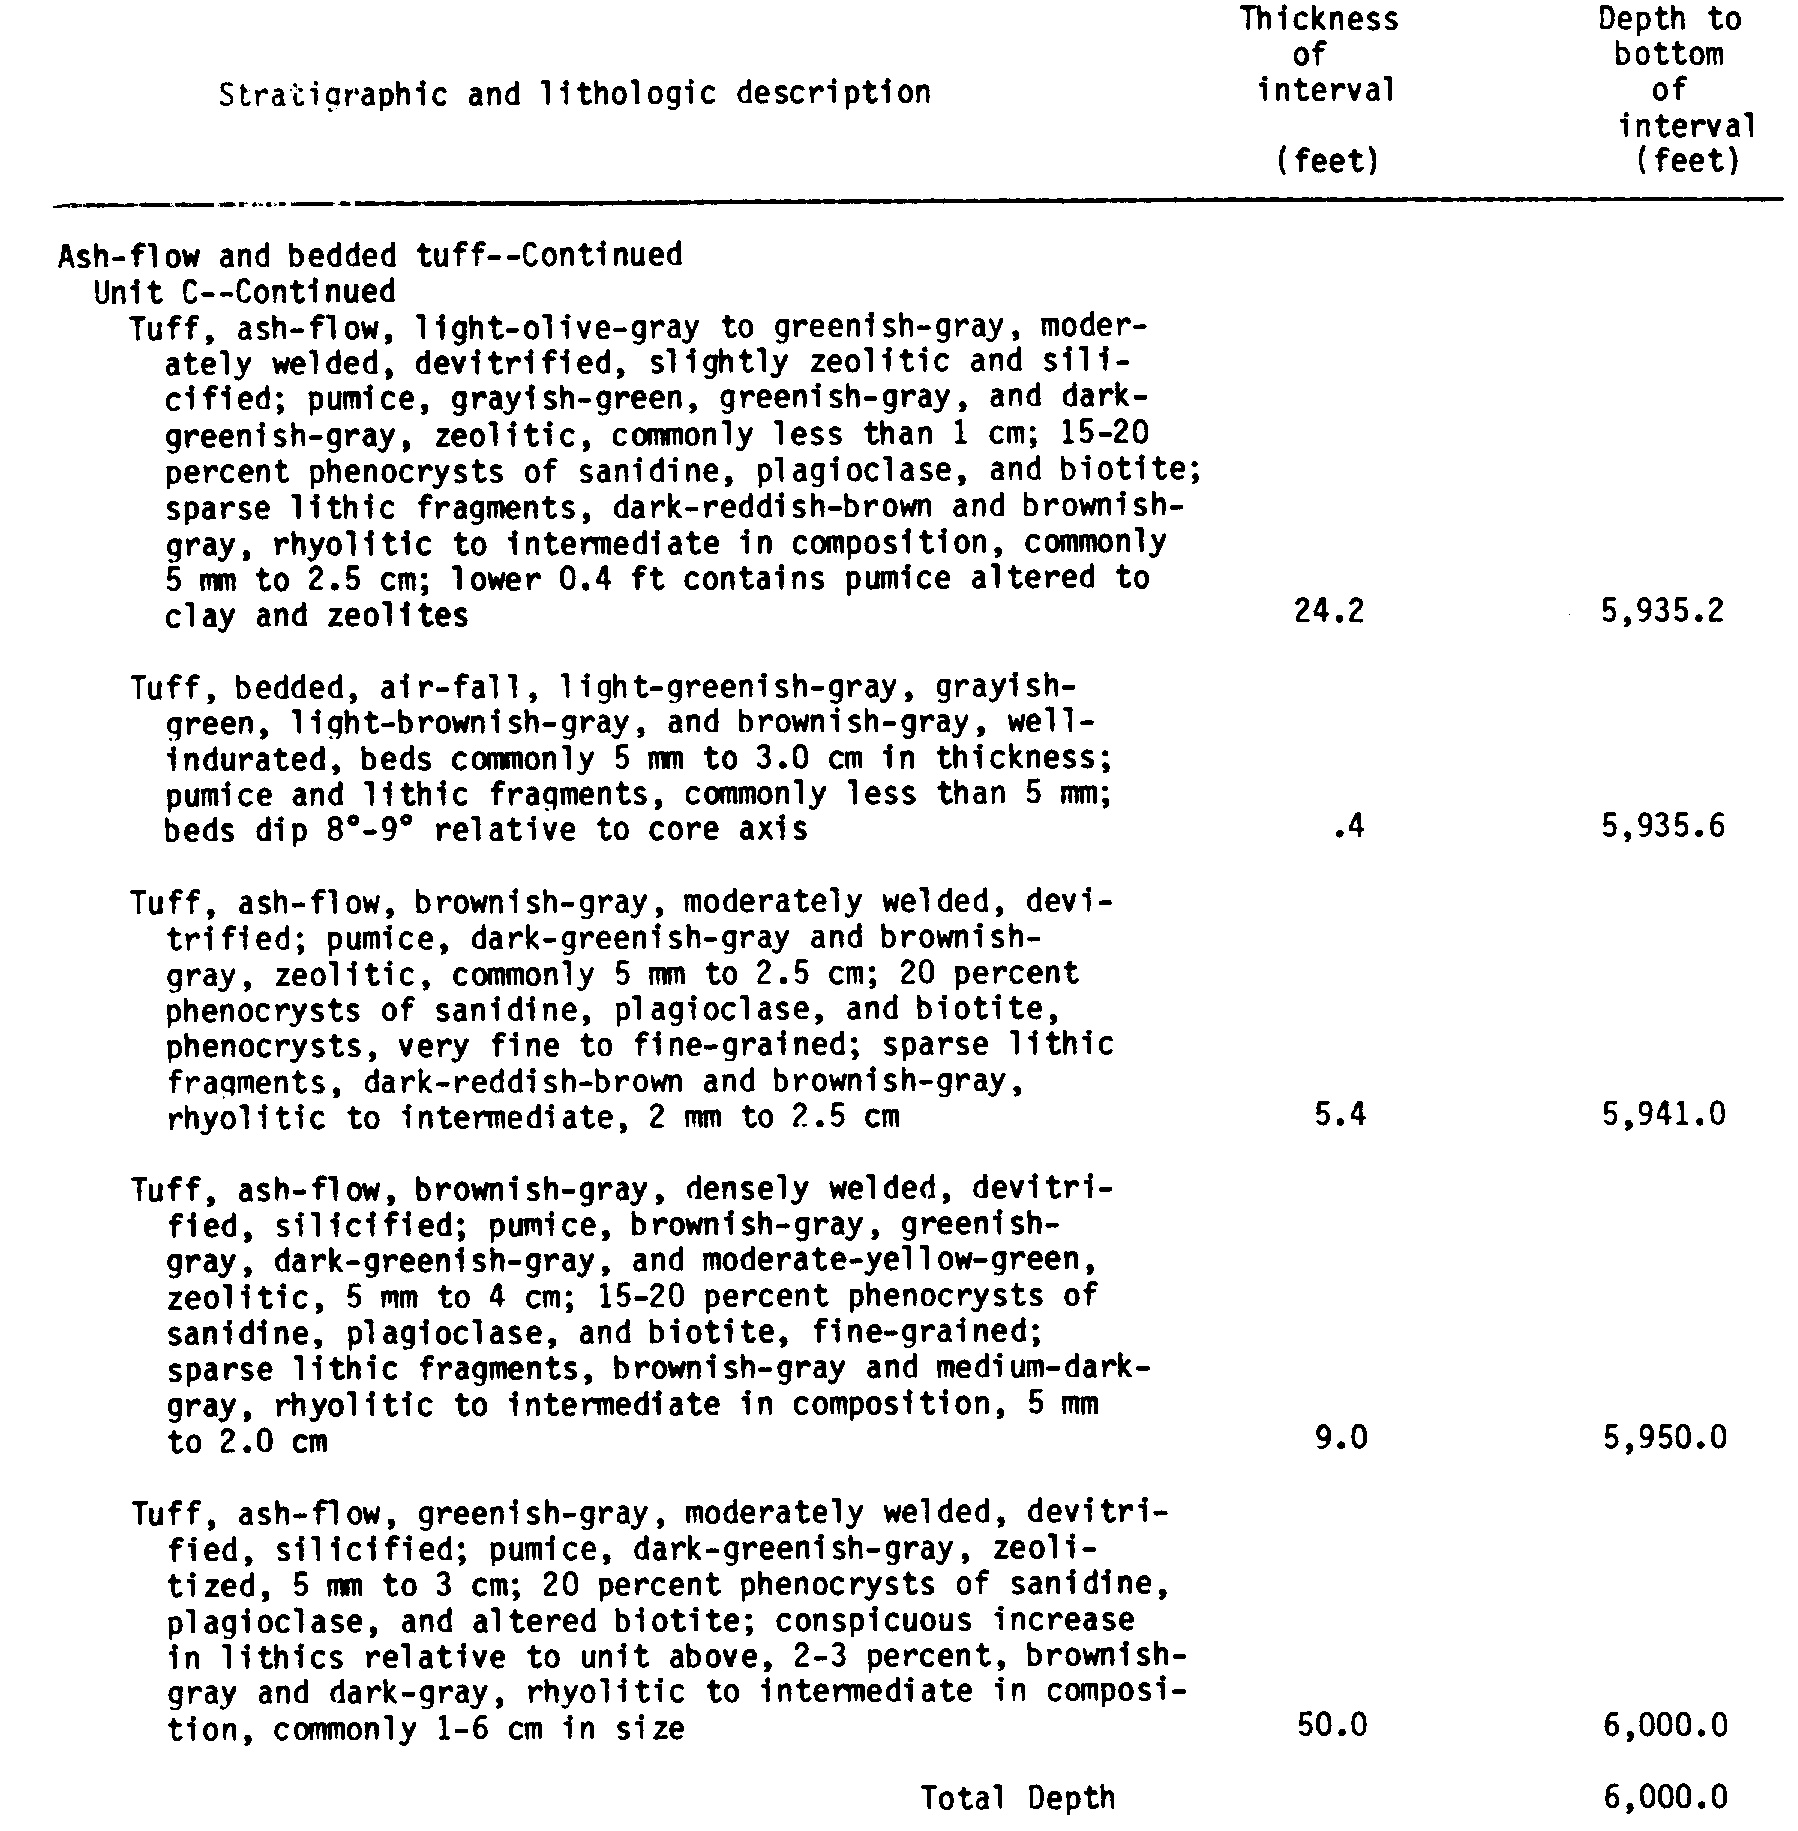 Thickness Depth to
of bottom
Stratigraphic and lithologic description interval of
interval
(feet) (feet)
Ash-flow and bedded tuff--Continued
Unit C--Continued
Tuff, ash-flow, light-olive-gray to greenish-gray, moder-
ately welded, devitrified, slightly zeolitic and sili-
cified; pumice, grayish-green, greenish-gray, and dark-
greenish-gray, zeolitic, commonly less than 1 cm; 15-20
percent phenocrysts of sanidine, plagioclase, and biotite;
sparse lithic fragments, dark-reddish-brown and brownish-
gray, rhyolitic to intermediate in composition, commonly
5 mm to 2.5 cm; lower 0.4 ft contains pumice altered to
clay and zeolites 24.2 5,935.2
Tuff, bedded, air-fall, light-greenish-gray, grayish-
green, light-brownish-gray, and brownish-gray, well-
indurated, beds commonly 5 mm to 3.0 cm in thickness;
pumice and lithic fragments, commonly less than 5 mm;
beds dip 8°-9° relative to core axis .4 5,935.6
Tuff, ash-flow, brownish-gray, moderately welded, devi-
trified; pumice, dark-greenish-gray and brownish-
gray, zeolitic, commonly 5 mm to 2.5 cm; 20 percent
phenocrysts of sanidine, plagioclase, and biotite,
phenocrysts, very fine to fine-grained; sparse lithic
fragments, dark-reddish-brown and brownish-gray,
rhyolitic to intermediate, 2 mm to 2.5 cm 5.4 5,941.0
Tuff, ash-flow, brownish-gray, densely welded, devitri-
fied, silicified; pumice, brownish-gray, greenish-
gray, dark-greenish-gray, and moderate-yellow-green,
zeolitic, 5 mm to 4 cm; 15-20 percent phenocrysts of
sanidine, plagioclase, and biotite, fine-grained;
sparse lithic fragments, brownish-gray and medium-dark-
gray, rhyolitic to intermediate in composition, 5 mm
to 2.0 cm 9.0 5,950.0
Tuff, ash-flow, greenish-gray, moderately welded, devitri-
fied, silicified; pumice, dark-greenish-gray, zeoli-
tized, 5 mm to 3 cm; 20 percent phenocrysts of sanidine,
plagioclase, and altered biotite; conspicuous increase
in lithics relative to unit above, 2-3 percent, brownish-
gray and dark-gray, rhyolitic to intermediate in composi-
tion, commonly 1-6 cm in size 50.0 6,000.0
Total Depth 6,000.0